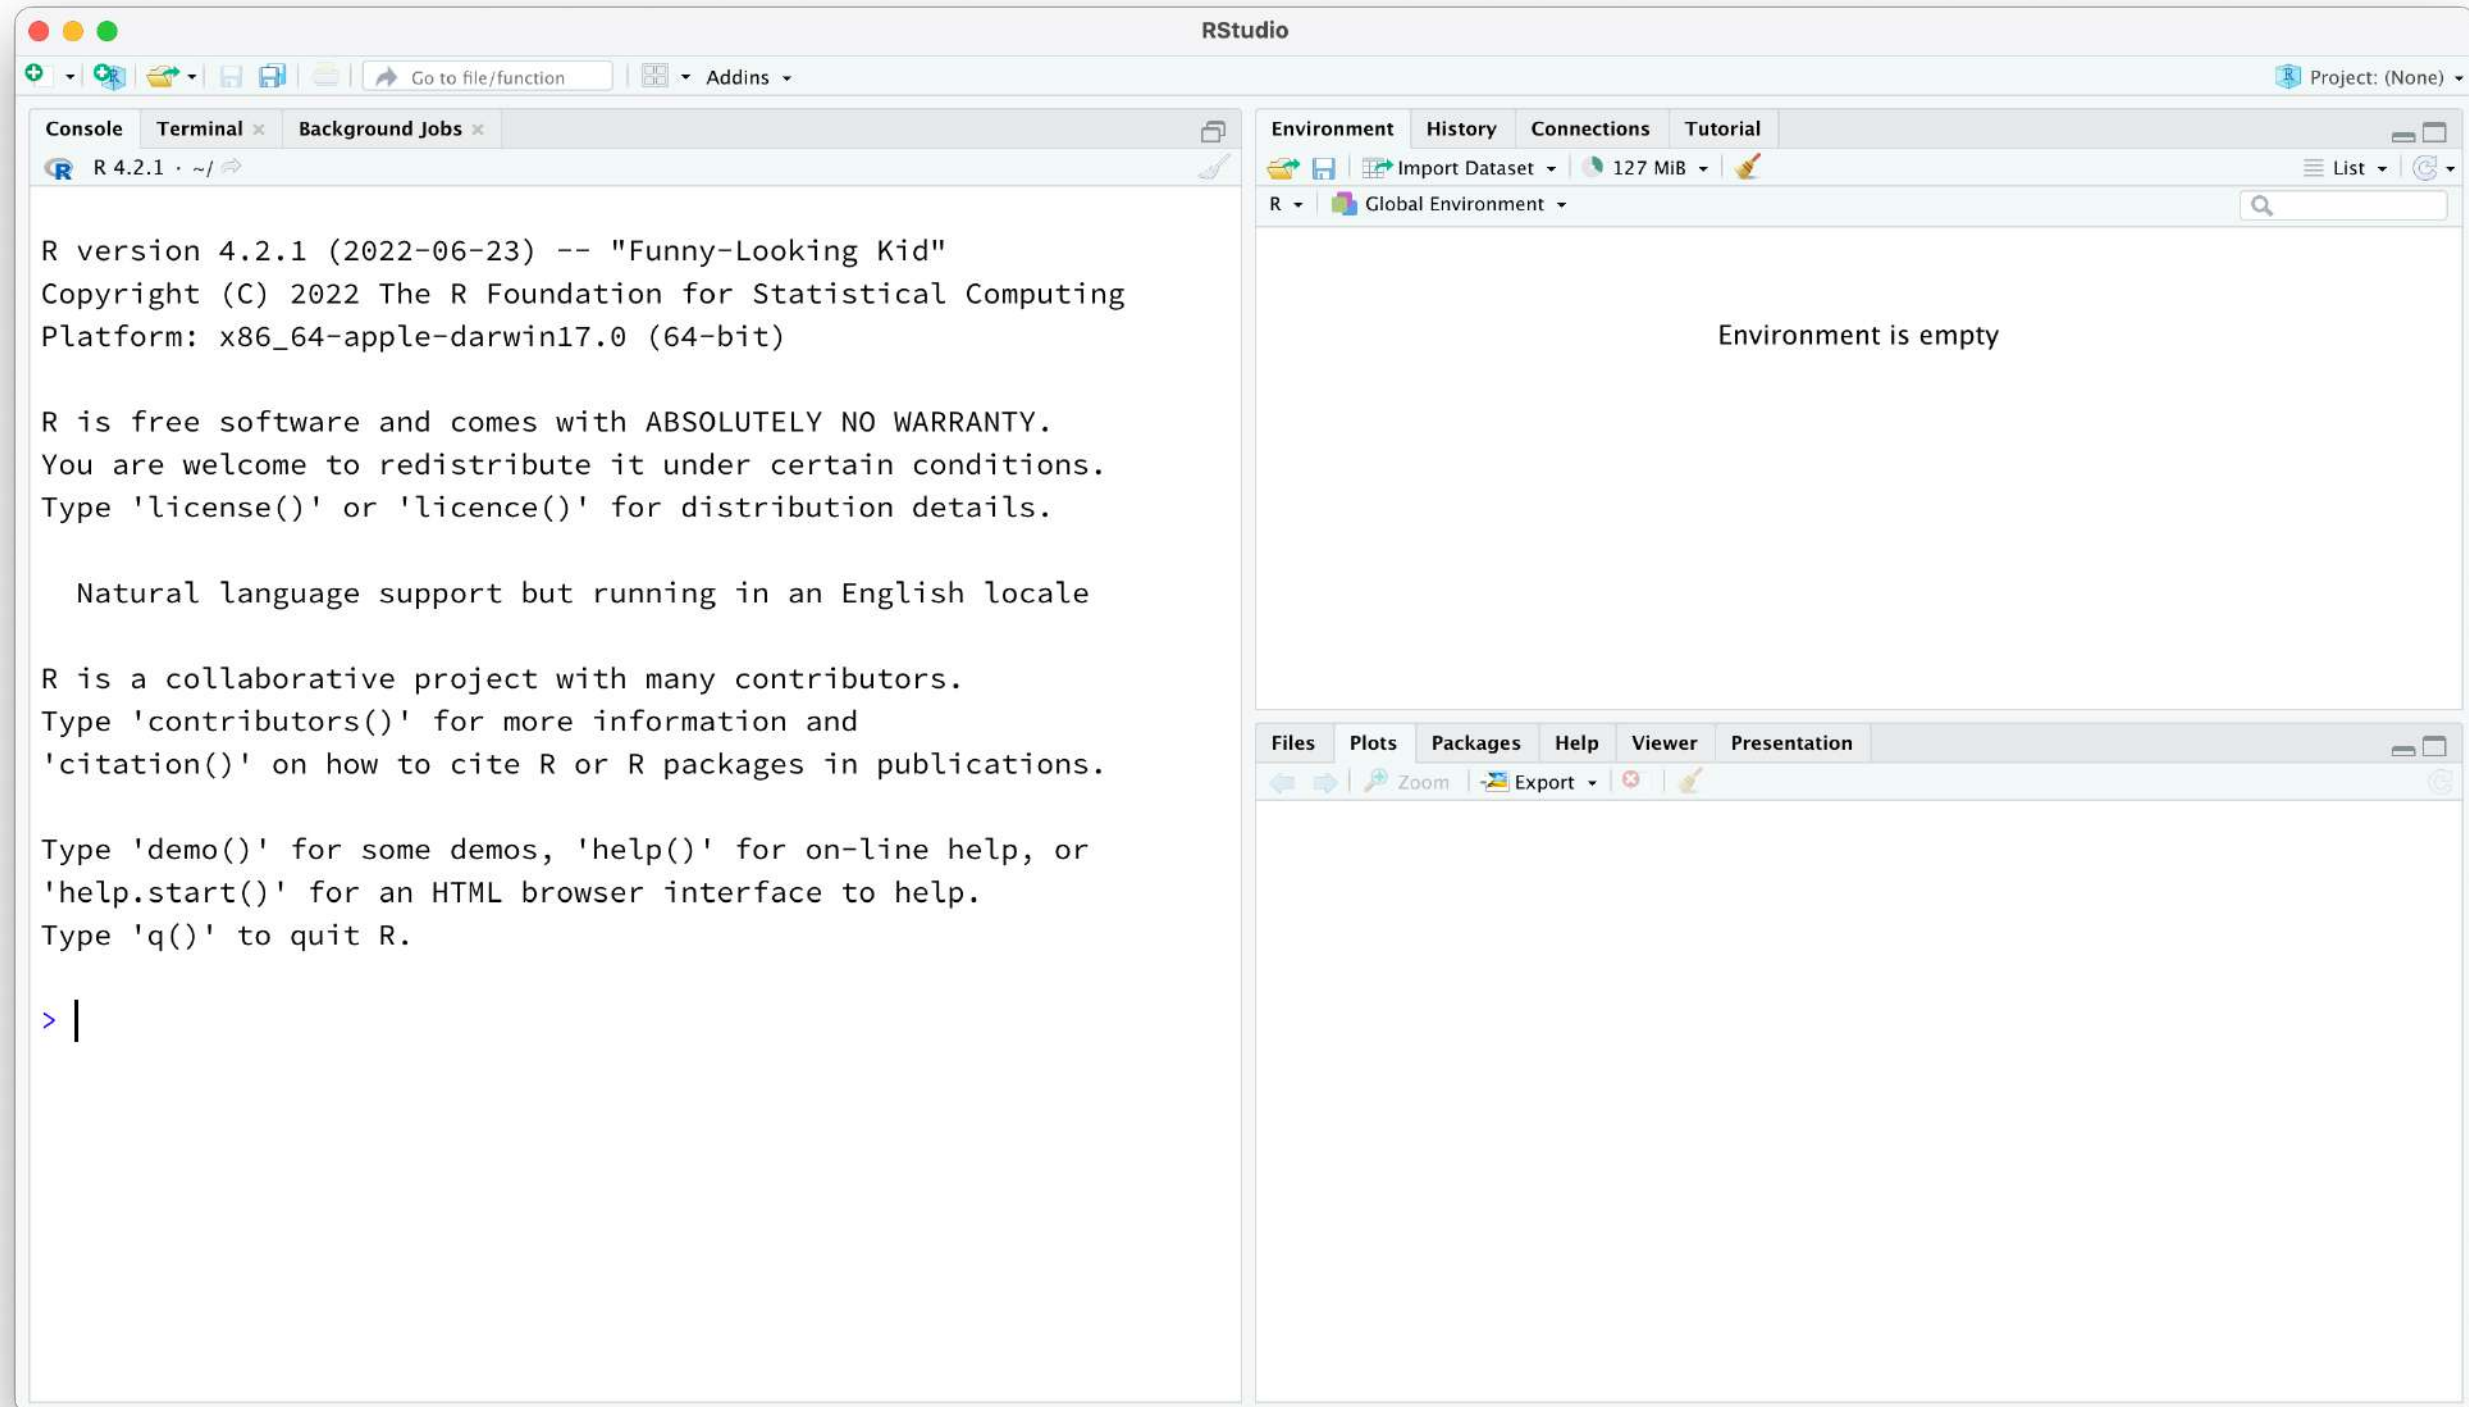 RStudio
Go to file/function Addins Project: (None)
Console Terminal Background Jobs
R 4.2.1 · ~/
R version 4.2.1 (2022-06-23) -- "Funny-Looking Kid"
Copyright (C) 2022 The R Foundation for Statistical Computing
Platform: x86_64-apple-darwin17.0 (64-bit)
R is free software and comes with ABSOLUTELY NO WARRANTY.
You are welcome to redistribute it under certain conditions.
Type 'license()' or 'licence()' for distribution details.
Natural language support but running in an English locale
R is a collaborative project with many contributors.
Type 'contributors()' for more information and
'citation()' on how to cite R or R packages in publications.
Type 'demo()' for some demos, 'help()' for on-line help, or
'help.start()' for an HTML browser interface to help.
Type 'q()' to quit R.
>
Environment History Connections Tutorial
Import Dataset 127 MiB List
R Global Environment
Environment is empty
Files Plots Packages Help Viewer Presentation
Zoom Export